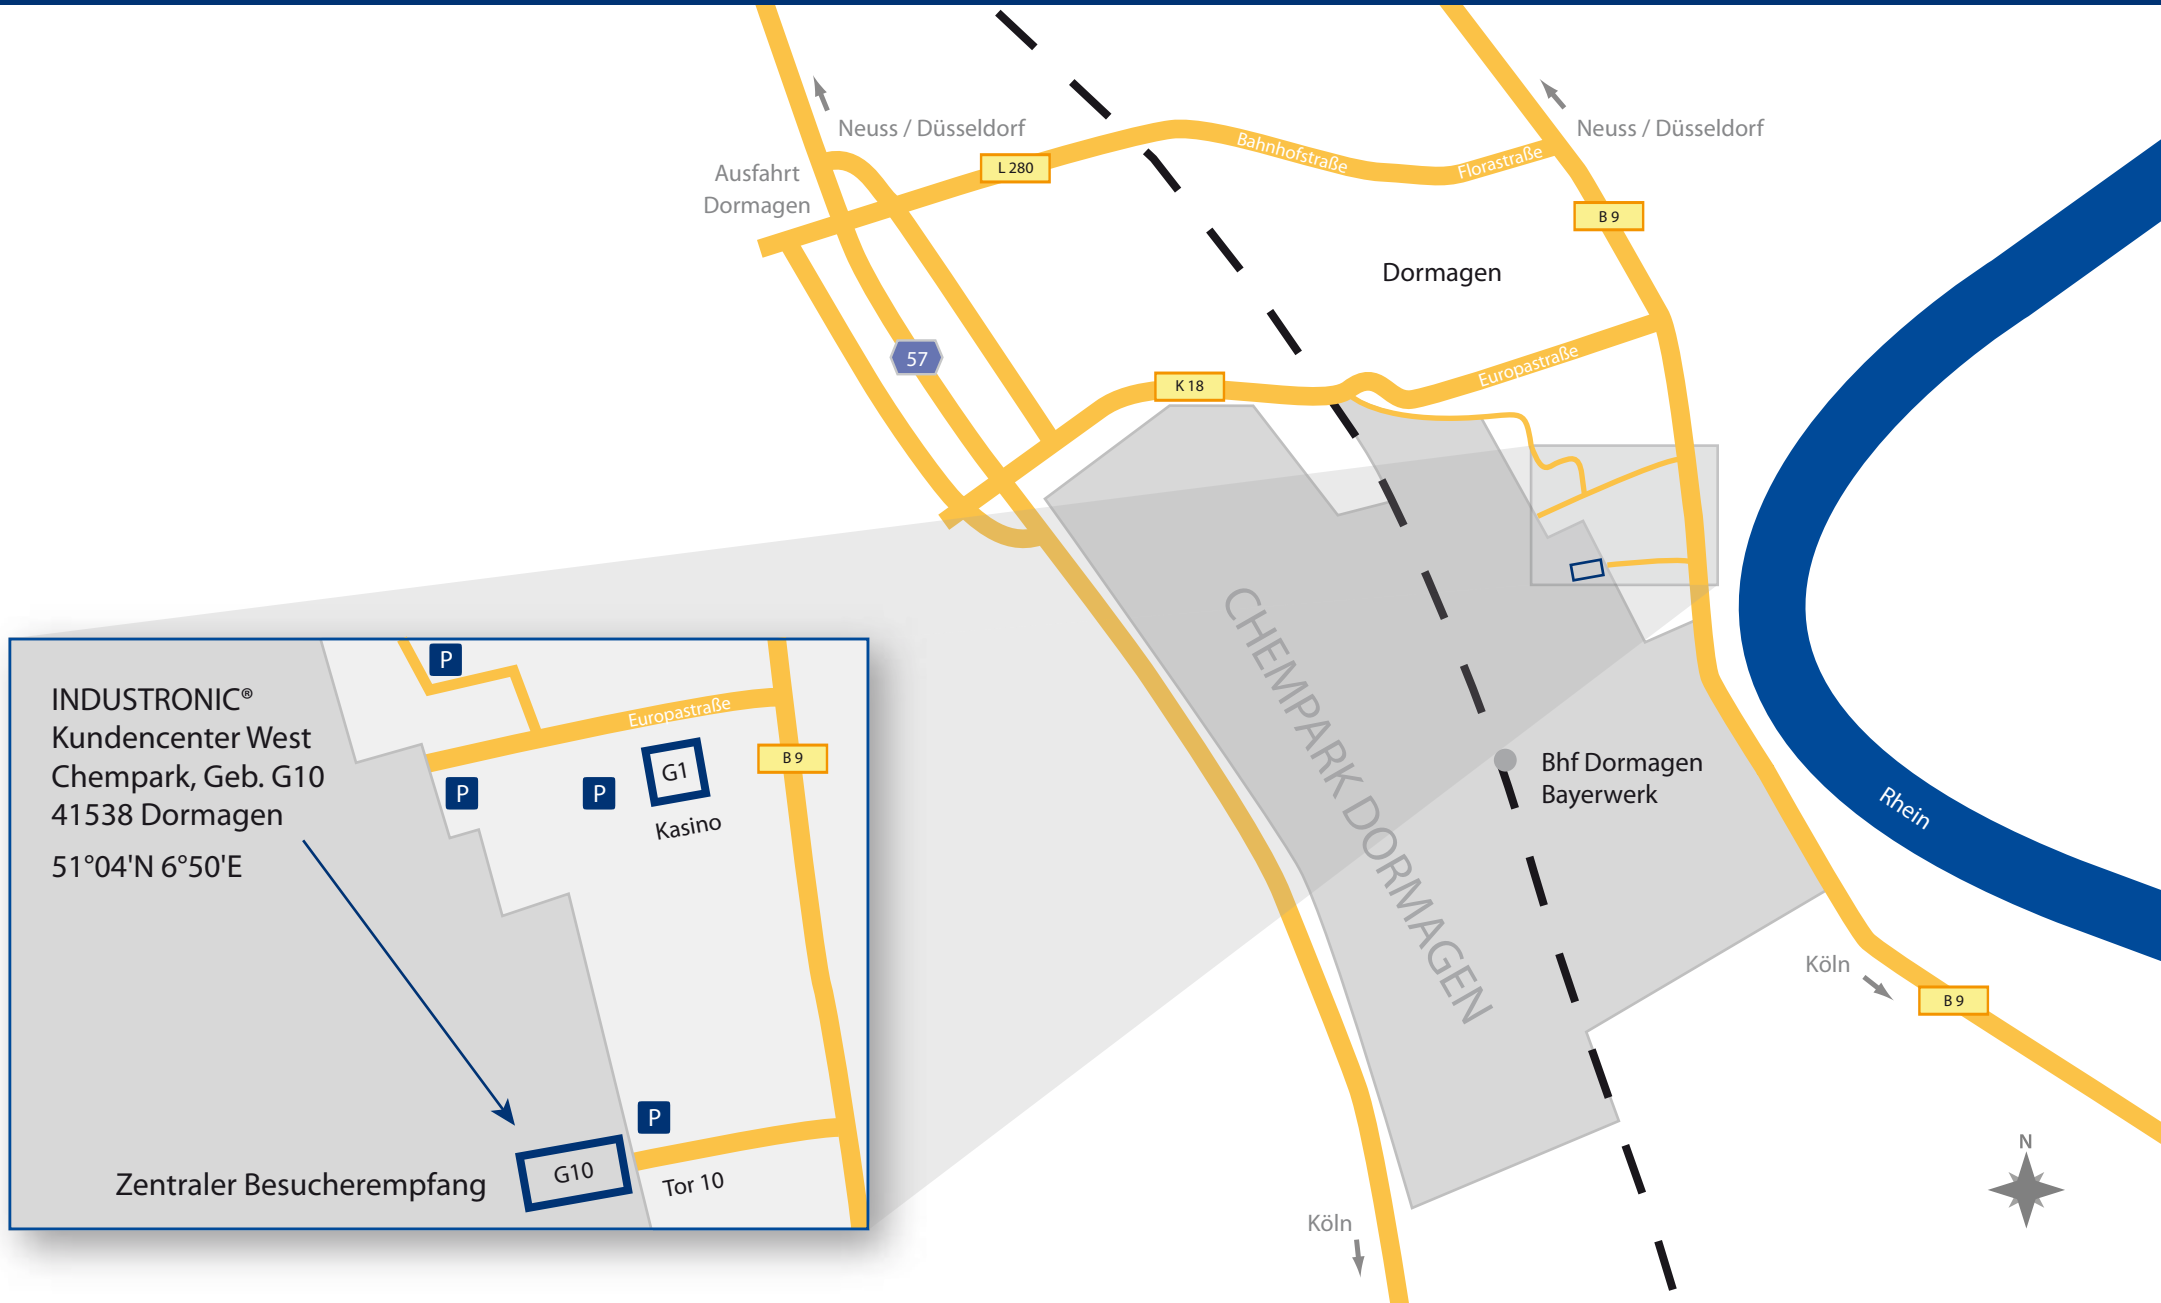 Neuss / Düsseldorf
Neuss / Düsseldorf
Ausfahrt
Dormagen
L 280
Bahnhofstraße
Florastraße
B 9
Dormagen
57
K 18
Europastraße
CHEMPARK DORMAGEN
Bhf Dormagen
Bayerwerk
Rhein
Köln
B 9
N
Köln
INDUSTRONIC®
Kundencenter West
Chempark, Geb. G10
41538 Dormagen
51°04'N 6°50'E
P
Europastraße
B 9
P
P
G1
Kasino
P
Zentraler Besucherempfang
G10
Tor 10